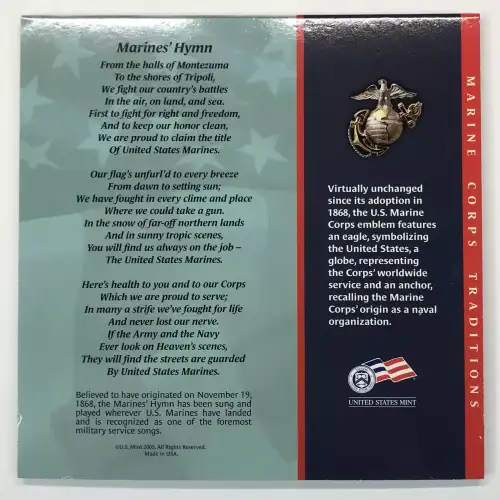 Marines' Hymn
From the halls of Montezuma
To the shores of Tripoli,
We fight our country's battles
In the air, on land, and sea.
First to fight for right and freedom,
And to keep our honor clean,
We are proud to claim the title
Of United States Marines.
Our flag's unfurl'd to every breeze
From dawn to setting sun;
We have fought in every clime and place
Where we could take a gun.
In the snow of far-off northern lands
And in sunny tropic scenes,
You will find us always on the job –
The United States Marines.
Here's health to you and to our Corps
Which we are proud to serve;
In many a strife we've fought for life
And never lost our nerve.
If the Army and the Navy
Ever look on Heaven's scenes,
They will find the streets are guarded
By United States Marines.
Believed to have originated on November 19,
1868, the Marines' Hymn has been sung and
played wherever U.S. Marines have landed
and is recognized as one of the foremost
military service songs.
©U.S. Mint 2005. All Rights Reserved.
Made in USA.
Virtually unchanged
since its adoption in
1868, the U.S. Marine
Corps emblem features
an eagle, symbolizing
the United States, a
globe, representing
the Corps' worldwide
service and an anchor,
recalling the Marine
Corps' origin as a naval
organization.
UNITED STATES MINT
MARINE CORPS TRADITIONS